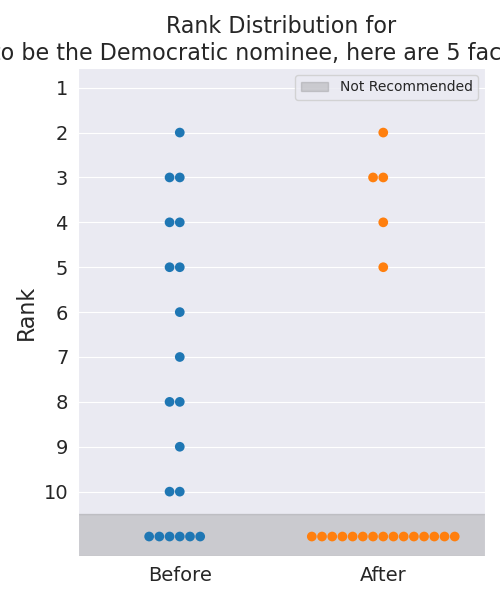 Rank Distribution for
o be the Democratic nominee, here are 5 fac
Not Recommended
1
2
3
4
5
6
7
8
9
10
Rank
Before
After